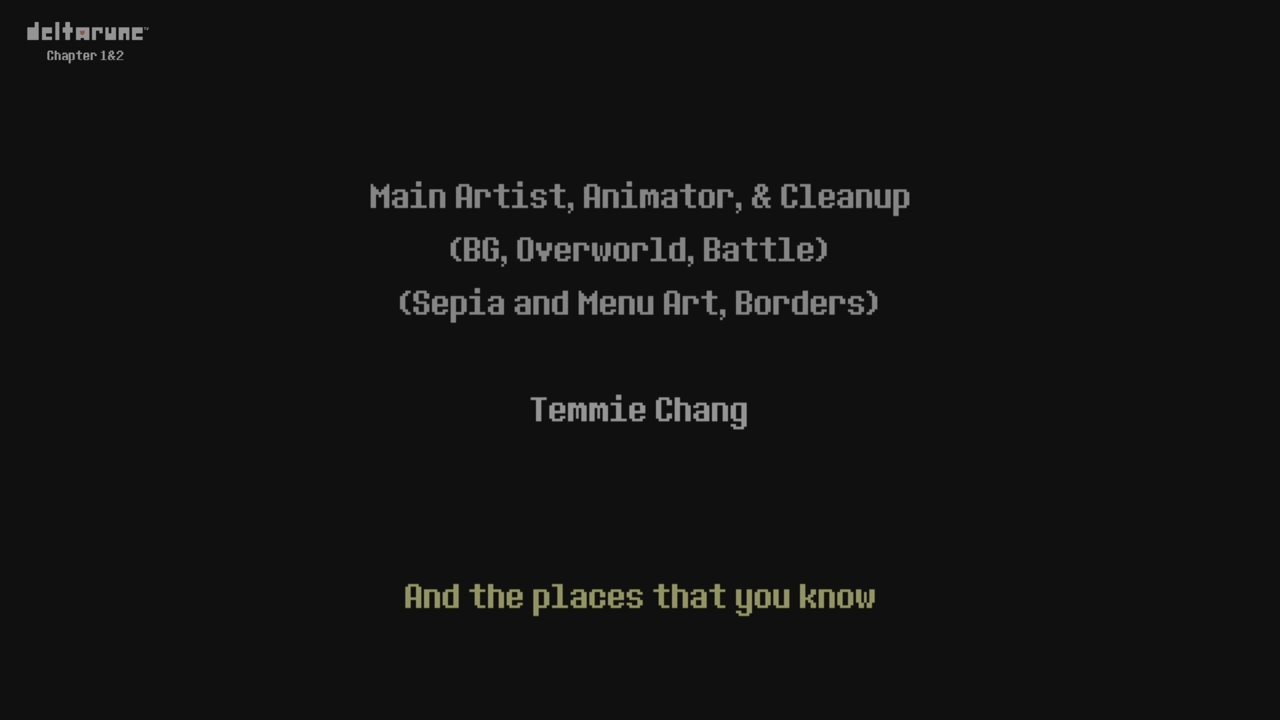 deltarune™
Chapter 1&2
Main Artist, Animator, & Cleanup
(BG, Overworld, Battle)
(Sepia and Menu Art, Borders)
Temmie Chang
And the places that you know